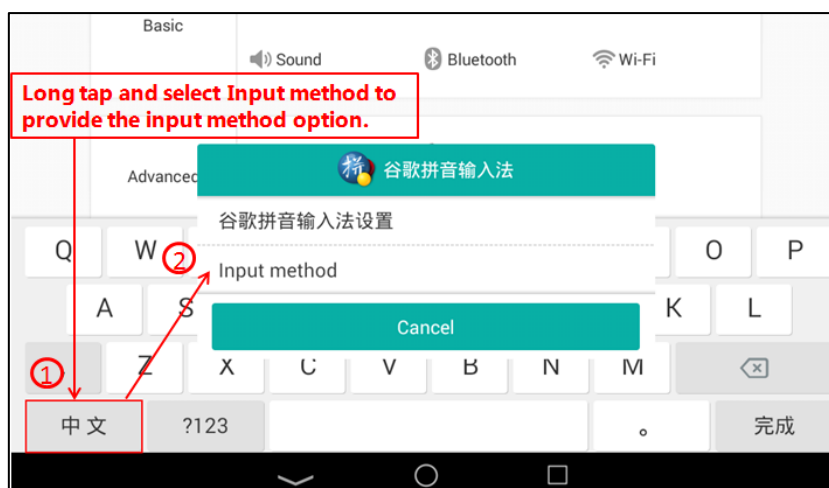 Basic
Sound
Bluetooth
Wi-Fi
Long tap and select Input method to
provide the input method option.
Advanced
拼 谷歌拼音输入法
谷歌拼音输入法设置
Input method
Cancel
Q W O P
2
A S K L
1
Z X C V B N M
中文 ?123 。 完成